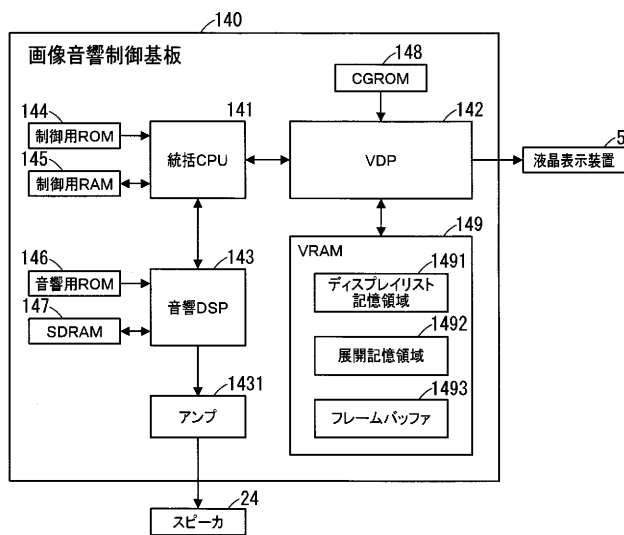 140
画像音響制御基板
148
CGROM
144
制御用ROM
141
統括CPU
142
VDP
5
液晶表示装置
145
制御用RAM
149
VRAM
146
音響用ROM
143
音響DSP
1491
ディスプレイリスト
記憶領域
147
SDRAM
1492
展開記憶領域
1431
アンプ
1493
フレームバッファ
24
スピーカ